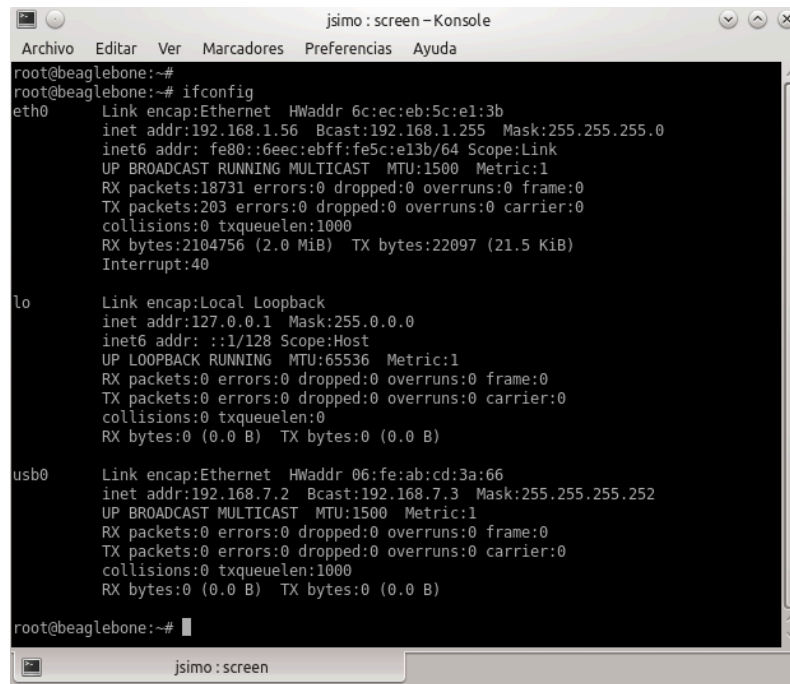 jsimo : screen – Konsole
Archivo Editar Ver Marcadores Preferencias Ayuda
root@beaglebone:~#
root@beaglebone:~# ifconfig
eth0      Link encap:Ethernet  HWaddr 6c:ec:eb:5c:e1:3b
          inet addr:192.168.1.56  Bcast:192.168.1.255  Mask:255.255.255.0
          inet6 addr: fe80::6eec:ebff:fe5c:e13b/64 Scope:Link
          UP BROADCAST RUNNING MULTICAST  MTU:1500  Metric:1
          RX packets:18731 errors:0 dropped:0 overruns:0 frame:0
          TX packets:203 errors:0 dropped:0 overruns:0 carrier:0
          collisions:0 txqueuelen:1000
          RX bytes:2104756 (2.0 MiB)  TX bytes:22097 (21.5 KiB)
          Interrupt:40
lo        Link encap:Local Loopback
          inet addr:127.0.0.1  Mask:255.0.0.0
          inet6 addr: ::1/128 Scope:Host
          UP LOOPBACK RUNNING  MTU:65536  Metric:1
          RX packets:0 errors:0 dropped:0 overruns:0 frame:0
          TX packets:0 errors:0 dropped:0 overruns:0 carrier:0
          collisions:0 txqueuelen:0
          RX bytes:0 (0.0 B)  TX bytes:0 (0.0 B)
usb0      Link encap:Ethernet  HWaddr 06:fe:ab:cd:3a:66
          inet addr:192.168.7.2  Bcast:192.168.7.3  Mask:255.255.255.252
          UP BROADCAST MULTICAST  MTU:1500  Metric:1
          RX packets:0 errors:0 dropped:0 overruns:0 frame:0
          TX packets:0 errors:0 dropped:0 overruns:0 carrier:0
          collisions:0 txqueuelen:1000
          RX bytes:0 (0.0 B)  TX bytes:0 (0.0 B)
root@beaglebone:~#
jsimo : screen